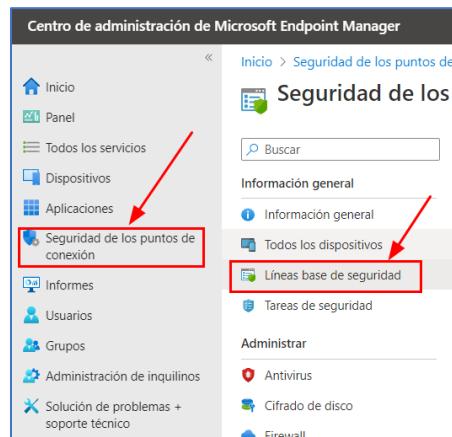 Centro de administración de Microsoft Endpoint Manager
«
Inicio
Panel
Todos los servicios
Dispositivos
Aplicaciones
Seguridad de los puntos de
conexión
Informes
Usuarios
Grupos
Administración de inquilinos
Solución de problemas +
soporte técnico
Inicio > Seguridad de los puntos de
Seguridad de los
Buscar
Información general
Información general
Todos los dispositivos
Líneas base de seguridad
Tareas de seguridad
Administrar
Antivirus
Cifrado de disco
Firewall